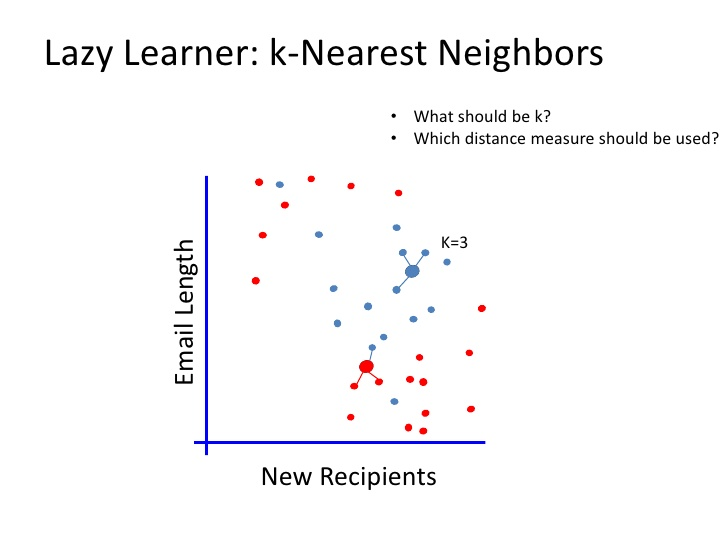 Lazy Learner: k-Nearest Neighbors
• What should be k?
• Which distance measure should be used?
K=3
Email Length
New Recipients